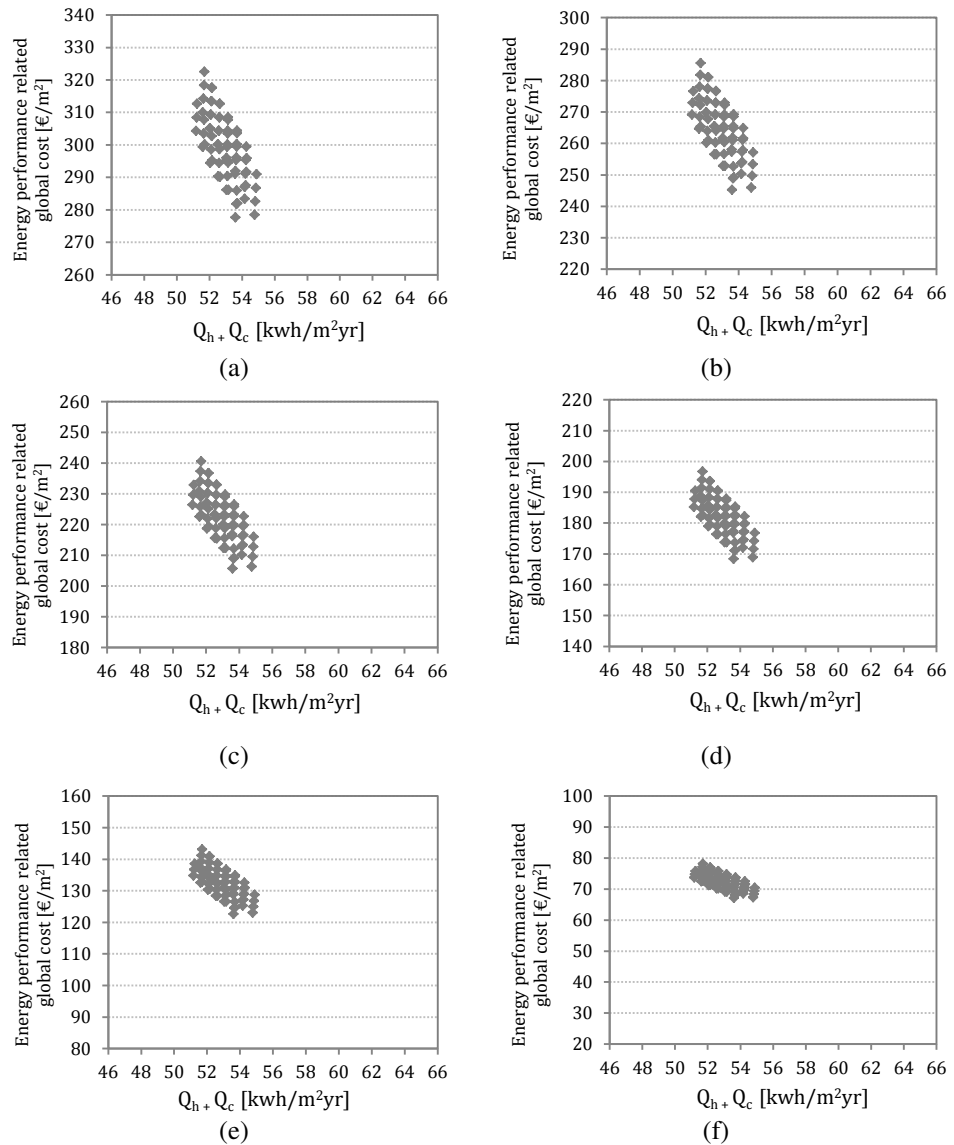 340
330
320
310
300
290
280
270
260
46 48 50 52 54 56 58 60 62 64 66
Energy performance related
global cost [€/m²]
Qh + Qc [kwh/m²yr]
(a)
300
290
280
270
260
250
240
230
220
46 48 50 52 54 56 58 60 62 64 66
Energy performance related
global cost [€/m²]
Qh + Qc [kwh/m²yr]
(b)
260
250
240
230
220
210
200
190
180
46 48 50 52 54 56 58 60 62 64 66
Energy performance related
global cost [€/m²]
Qh + Qc [kwh/m²yr]
(c)
220
210
200
190
180
170
160
150
140
46 48 50 52 54 56 58 60 62 64 66
Energy performance related
global cost [€/m²]
Qh + Qc [kwh/m²yr]
(d)
160
150
140
130
120
110
100
90
80
46 48 50 52 54 56 58 60 62 64 66
Energy performance related
global cost [€/m²]
Qh + Qc [kwh/m²yr]
(e)
100
90
80
70
60
50
40
30
20
46 48 50 52 54 56 58 60 62 64 66
Energy performance related
global cost [€/m²]
Qh + Qc [kwh/m²yr]
(f)